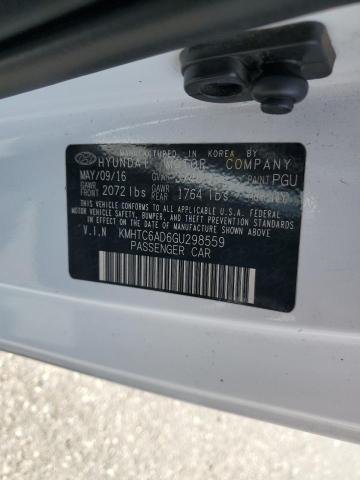 MANUFACTURED IN KOREA BY
HYUNDAI MOTOR COMPANY
MAY/09/16 GVWR PAINT PGU
GAWR FRONT 2072 lbs GAWR 1764 lbs
THIS VEHICLE CONFORMS TO ALL APPLICABLE U.S.A. FEDERAL
MOTOR VEHICLE SAFETY, BUMPER, AND THEFT PREVENTION STANDARDS
IN EFFECT ON THE DATE OF MANUFACTURE SHOWN ABOVE.
V.I.N KMHTC6AD6GU298559
PASSENGER CAR